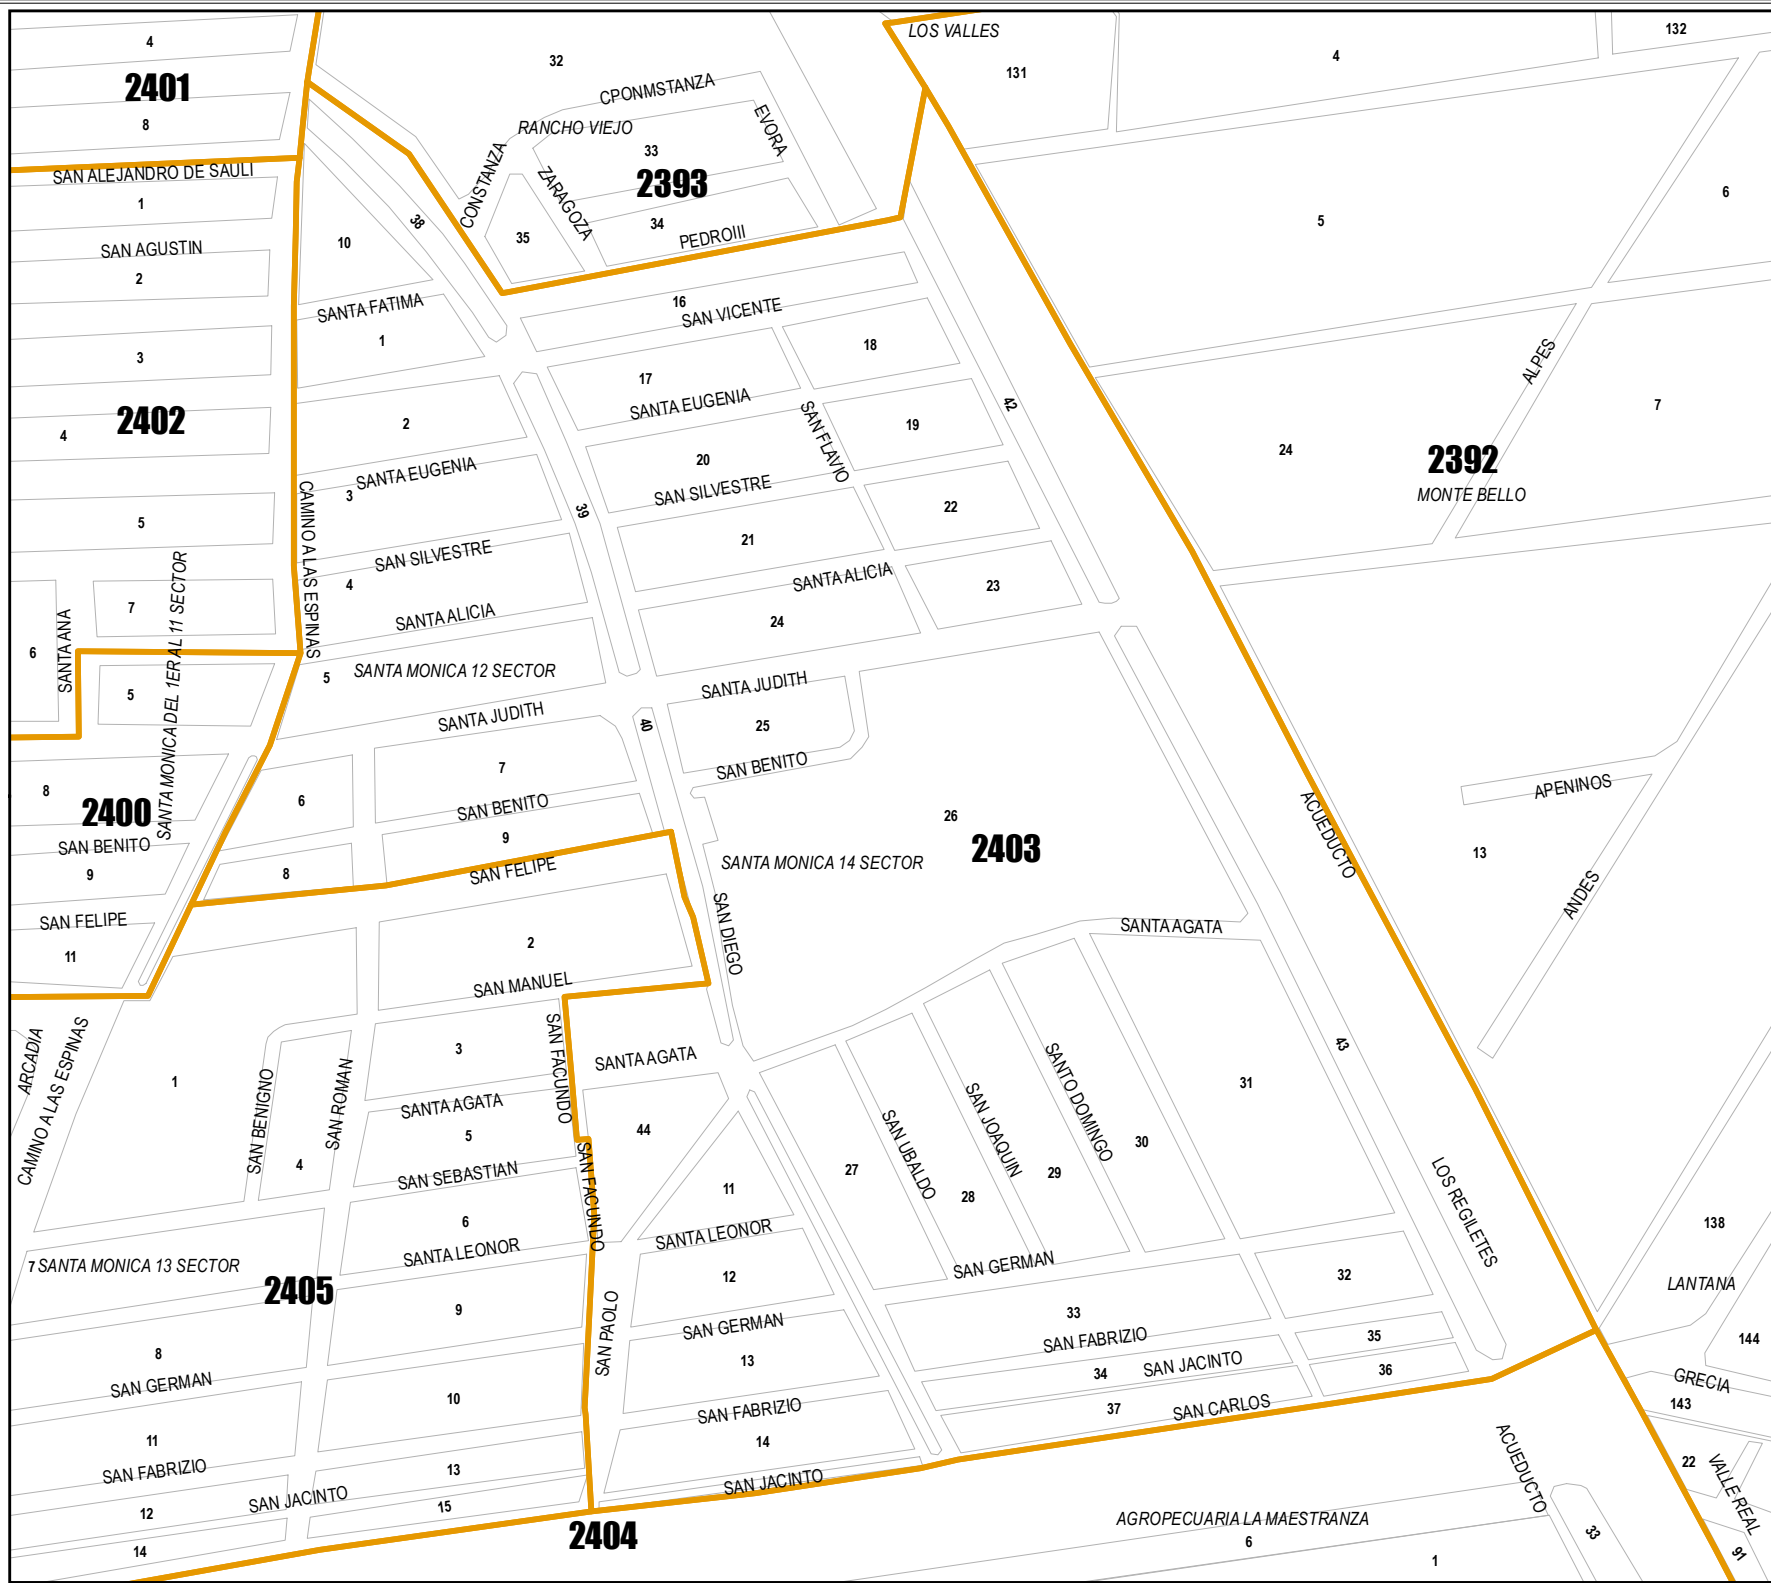 LOS VALLES
132
4
32
4
2401
131
CPONMSTANZA
8
RANCHO VIEJO
EVORA
33
SAN ALEJANDRO DE SAULI
CONSTANZA
ZARAGOZA
2393
1
6
38
34
5
35
PEDROIII
10
SAN AGUSTIN
2
SANTA FATIMA
16
SAN VICENTE
1
18
3
ALPES
17
42
7
SANTA EUGENIA
SAN FLAVIO
2402
4
2
19
24
2392
20
MONTE BELLO
SANTA EUGENIA
3
SAN SILVESTRE
39
22
CAMINO A LAS ESPINAS
5
21
SAN SILVESTRE
4
SANTA ALICIA
23
7
SANTA MONICA DEL 1ER AL 11 SECTOR
SANTA ALICIA
24
6
SANTA ANA
5
SANTA MONICA 12 SECTOR
5
SANTA JUDITH
SANTA JUDITH
40
25
7
SAN BENITO
8
2400
6
SAN BENITO
APENINOS
26
2403
ACUEDUCTO
13
SAN BENITO
9
SANTA MONICA 14 SECTOR
9
8
SAN FELIPE
ANDES
SAN FELIPE
SAN DIEGO
SANTA AGATA
11
2
SAN MANUEL
ARCADIA
CAMINO A LAS ESPINAS
SAN FACUNDO
3
SANTA AGATA
43
1
SAN BENIGNO
SAN ROMAN
SANTO DOMINGO
31
SANTA AGATA
SAN JOAQUIN
5
44
SAN UBALDO
30
4
SAN SEBASTIAN
SAN FACUNDO
27
29
28
11
LOS REGILETES
6
SANTA LEONOR
138
SANTA LEONOR
7
SANTA MONICA 13 SECTOR
SAN GERMAN
12
32
LANTANA
2405
9
SAN PAOLO
33
SAN GERMAN
SAN FABRIZIO
35
144
8
13
SAN JACINTO
34
36
SAN GERMAN
GRECIA
10
143
37
SAN CARLOS
SAN FABRIZIO
11
14
22
ACUEDUCTO
VALLE REAL
SAN FABRIZIO
13
SAN JACINTO
SAN JACINTO
15
12
AGROPECUARIA LA MAESTRANZA
2404
33
6
14
1
91